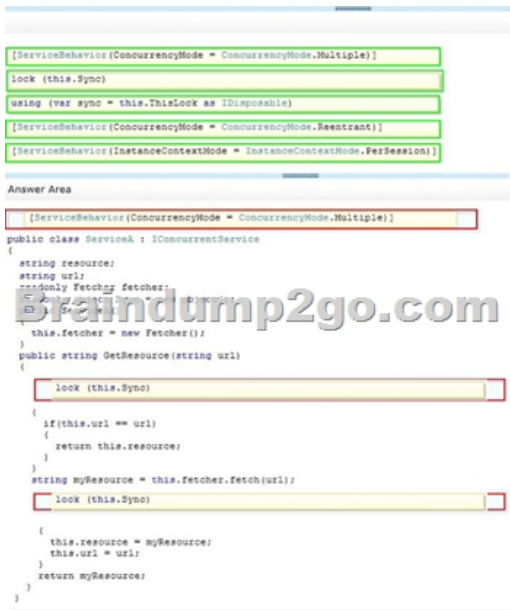 [ServiceBehavior(ConcurrencyMode = ConcurrencyMode.Multiple)]
lock (this.Sync)
using (var sync = this.ThisLock as IDisposable)
[ServiceBehavior(ConcurrencyMode = ConcurrencyMode.Reentrant)]
[ServiceBehavior(InstanceContextMode = InstanceContextMode.PerSession)]
Answer Area
[ServiceBehavior(ConcurrencyMode = ConcurrencyMode.Multiple)]
public class ServiceA : IConcurrentService
{
string resource;
string url;
readonly Fetcher fetcher;
Braindump2go.com
{
this.fetcher = new Fetcher();
}
public string GetResource(string url)
{
lock (this.Sync)
{
if(this.url == url)
{
return this.resource;
}
}
string myResource = this.fetcher.fetch(url);
lock (this.Sync)
{
this.resource = myResource;
this.url = url;
}
return myResource;
}
}